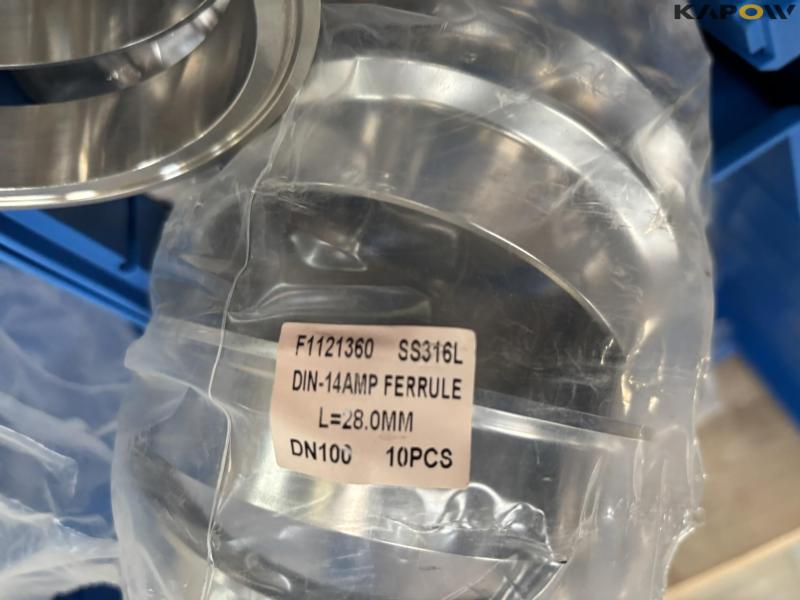 KAPOW
F1121360 SS316L
DIN-14AMP FERRULE
L=28.0MM
DN100 10PCS